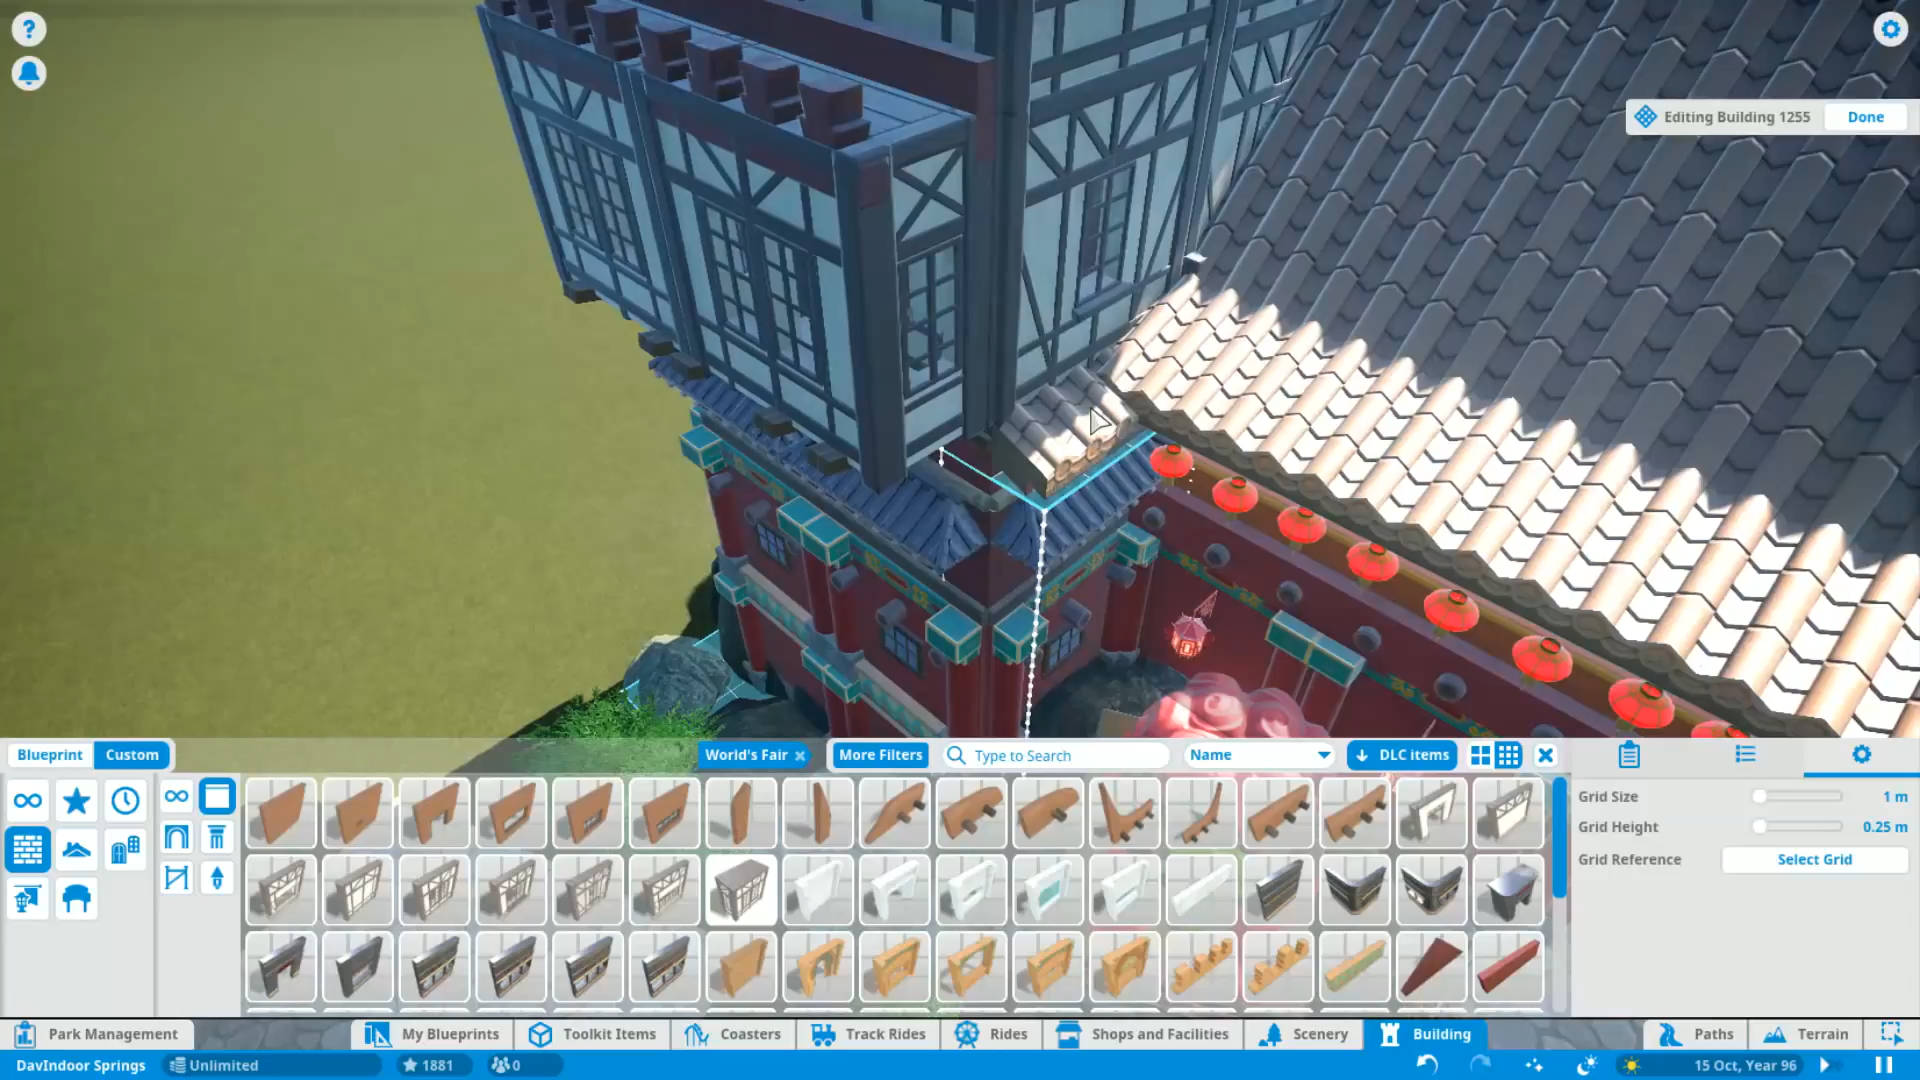 ?
Editing Building 1255
Done
Blueprint
Custom
World's Fair
More Filters
Type to Search
Name
DLC items
Grid Size
1 m
Grid Height
0.25 m
Grid Reference
Select Grid
Park Management
My Blueprints
Toolkit Items
Coasters
Track Rides
Rides
Shops and Facilities
Scenery
Building
Paths
Terrain
DavIndoor Springs
Unlimited
1881
0
15 Oct, Year 96